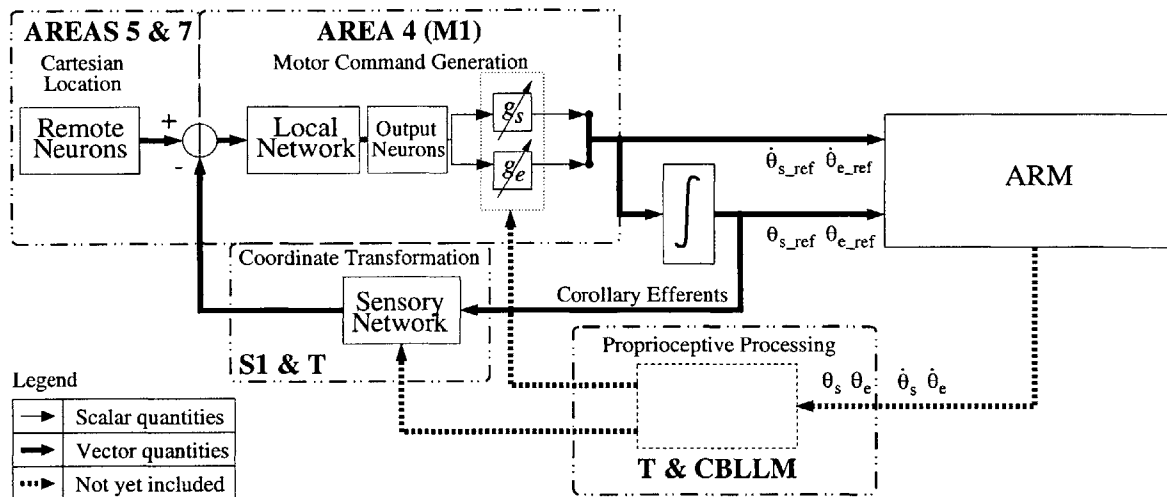 AREAS 5 & 7
AREA 4 (M1)
Cartesian
Location
Motor Command Generation
Remote
Neurons
+
-
Local
Network
Output
Neurons
g_s
g_e
∫
θ̇_s_ref θ̇_e_ref
θ_s_ref θ_e_ref
ARM
Coordinate Transformation
Sensory
Network
S1 & T
Corollary Efferents
Proprioceptive Processing
θ_s θ_e θ̇_s θ̇_e
T & CBLLM
Legend
Scalar quantities
Vector quantities
Not yet included